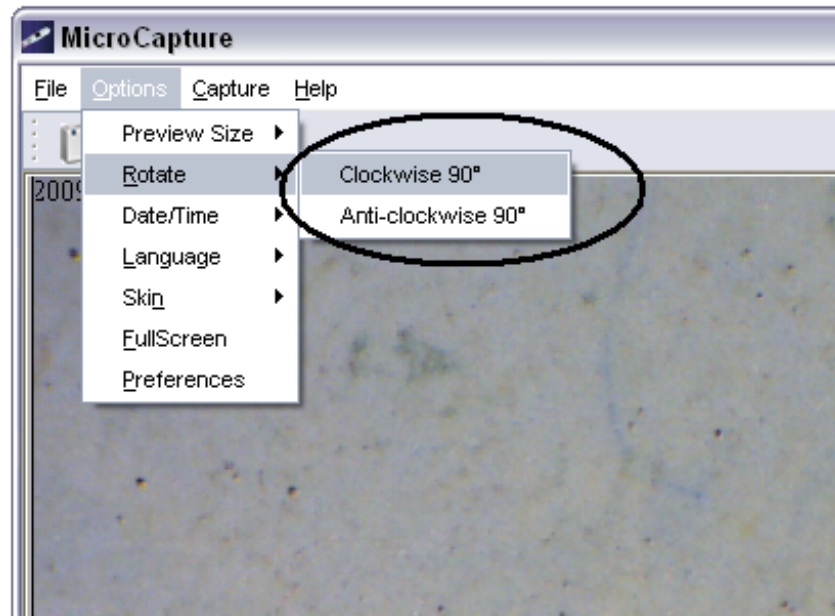 MicroCapture
File Options Capture Help
Preview Size
Rotate
Clockwise 90°
Anti-clockwise 90°
2009
Date/Time
Language
Skin
FullScreen
Preferences